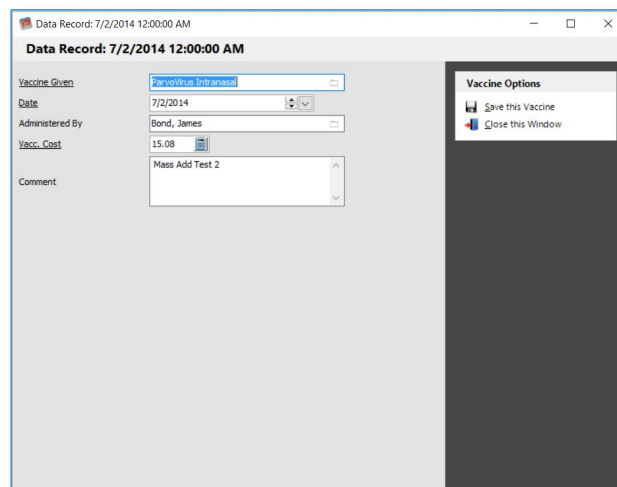 Data Record: 7/2/2014 12:00:00 AM
Data Record: 7/2/2014 12:00:00 AM
Vaccine Given ParvoVirus Intranasal
Date 7/2/2014
Administered By Bond, James
Vacc. Cost 15.08
Comment Mass Add Test 2
Vaccine Options
Save this Vaccine
Close this Window